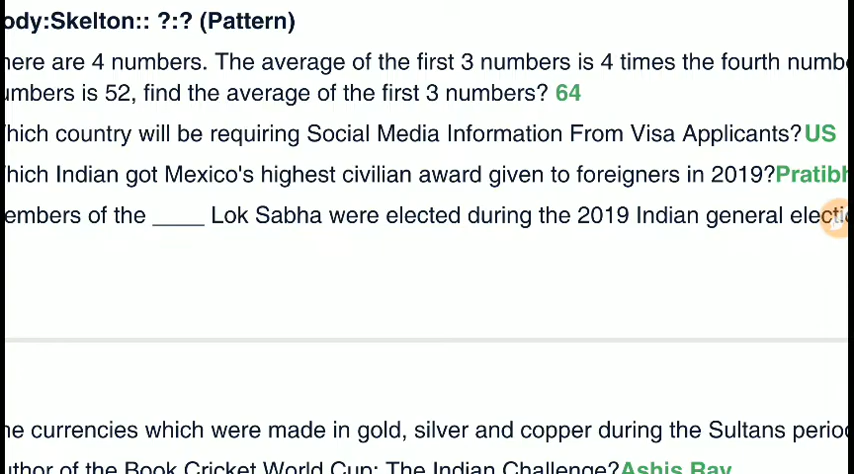 ody:Skelton:: ?:? (Pattern)
here are 4 numbers. The average of the first 3 numbers is 4 times the fourth numb
umbers is 52, find the average of the first 3 numbers? 64
hich country will be requiring Social Media Information From Visa Applicants? US
hich Indian got Mexico's highest civilian award given to foreigners in 2019? Pratibh
embers of the ____ Lok Sabha were elected during the 2019 Indian general electi
he currencies which were made in gold, silver and copper during the Sultans perio
uthor of the Book Cricket World Cup: The Indian Challenge? Ashis Ray